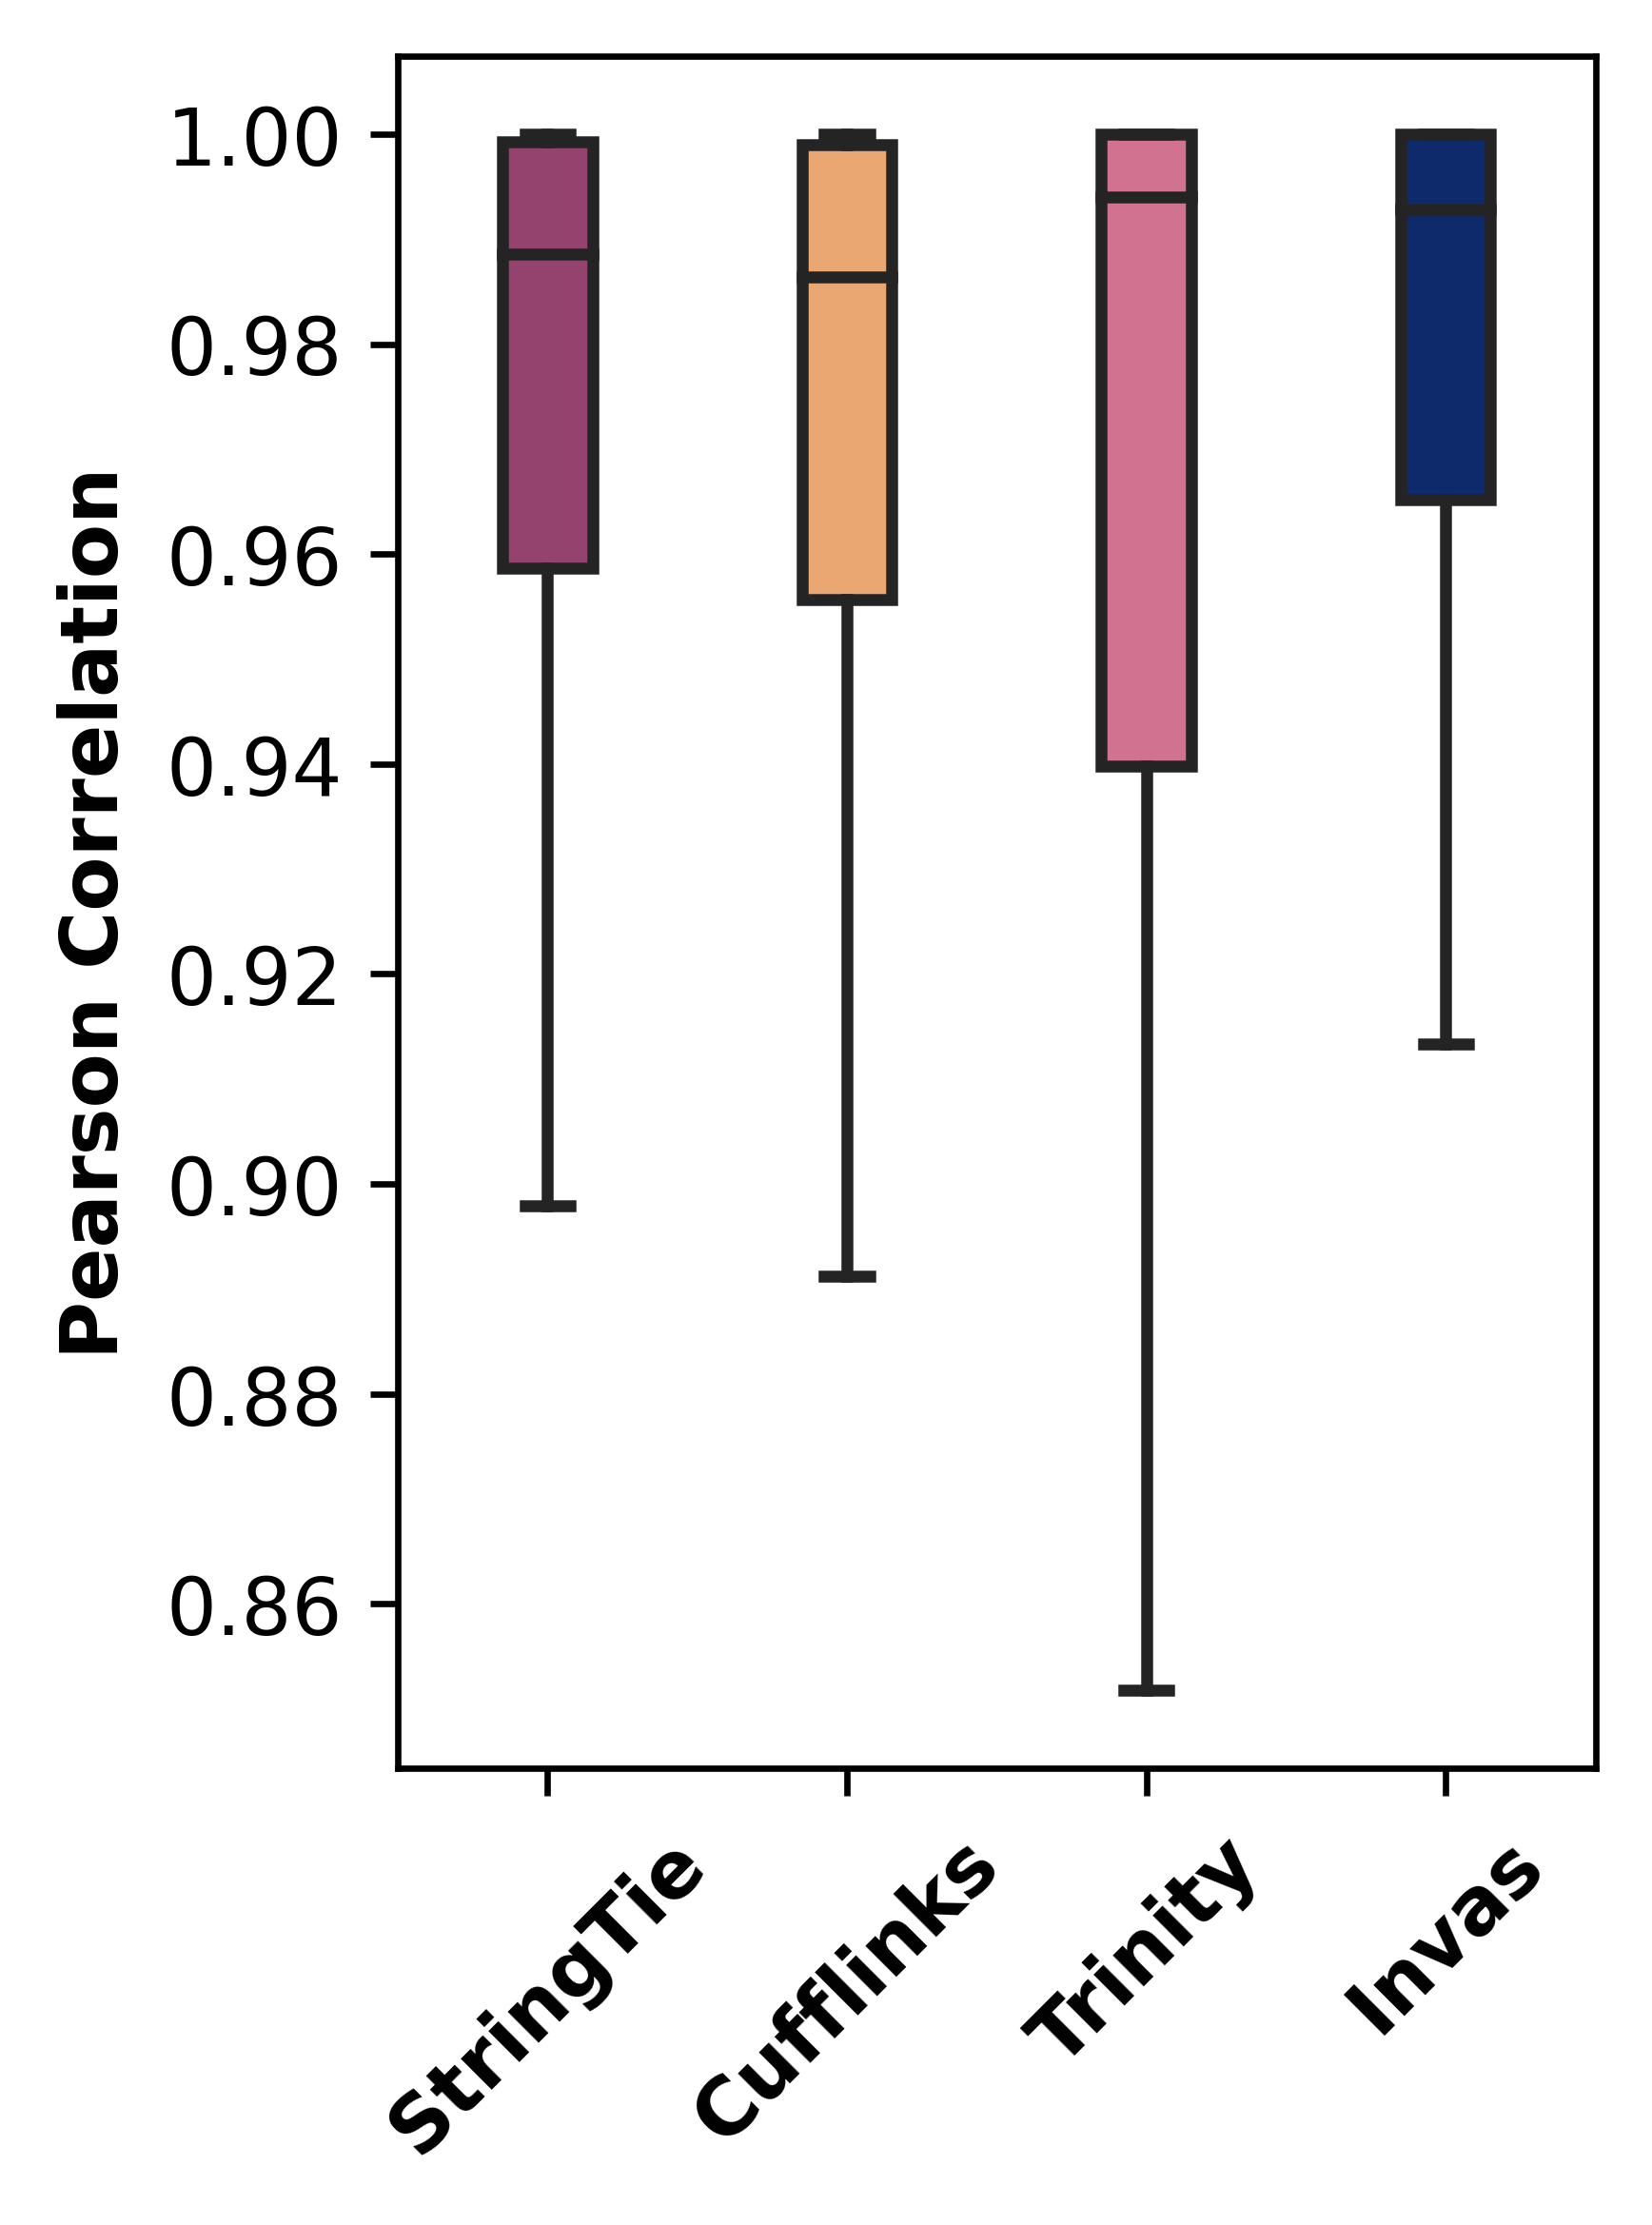 Pearson Correlation
1.00
0.98
0.96
0.94
0.92
0.90
0.88
0.86
StringTie
Cufflinks
Trinity
Invas